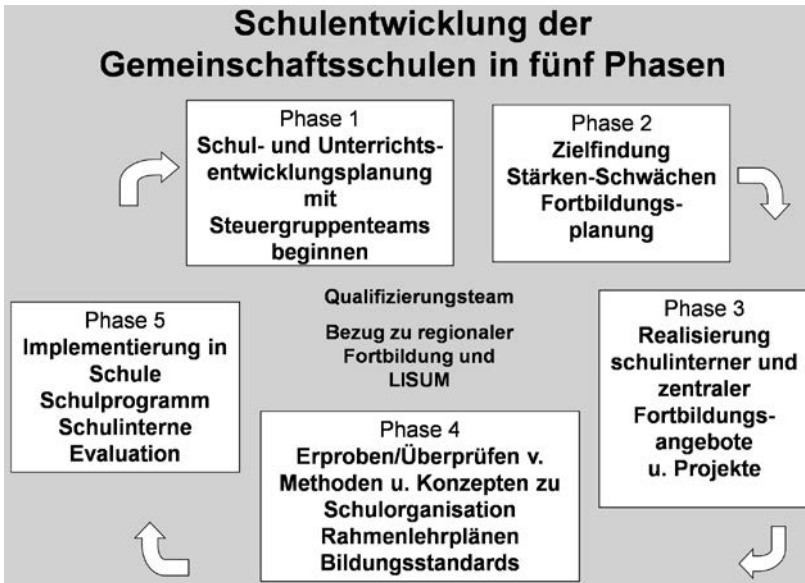 Schulentwicklung der
Gemeinschaftsschulen in fünf Phasen
Phase 1
Schul- und Unterrichts-
entwicklungsplanung
mit
Steuergruppenteams
beginnen
Phase 2
Zielfindung
Stärken-Schwächen
Fortbildungs-
planung
Qualifizierungsteam
Bezug zu regionaler
Fortbildung und
LISUM
Phase 3
Realisierung
schulinterner und
zentraler
Fortbildungs-
angebote
u. Projekte
Phase 4
Erproben/Überprüfen v.
Methoden u. Konzepten zu
Schulorganisation
Rahmenlehrplänen
Bildungsstandards
Phase 5
Implementierung in
Schule
Schulprogramm
Schulinterne
Evaluation